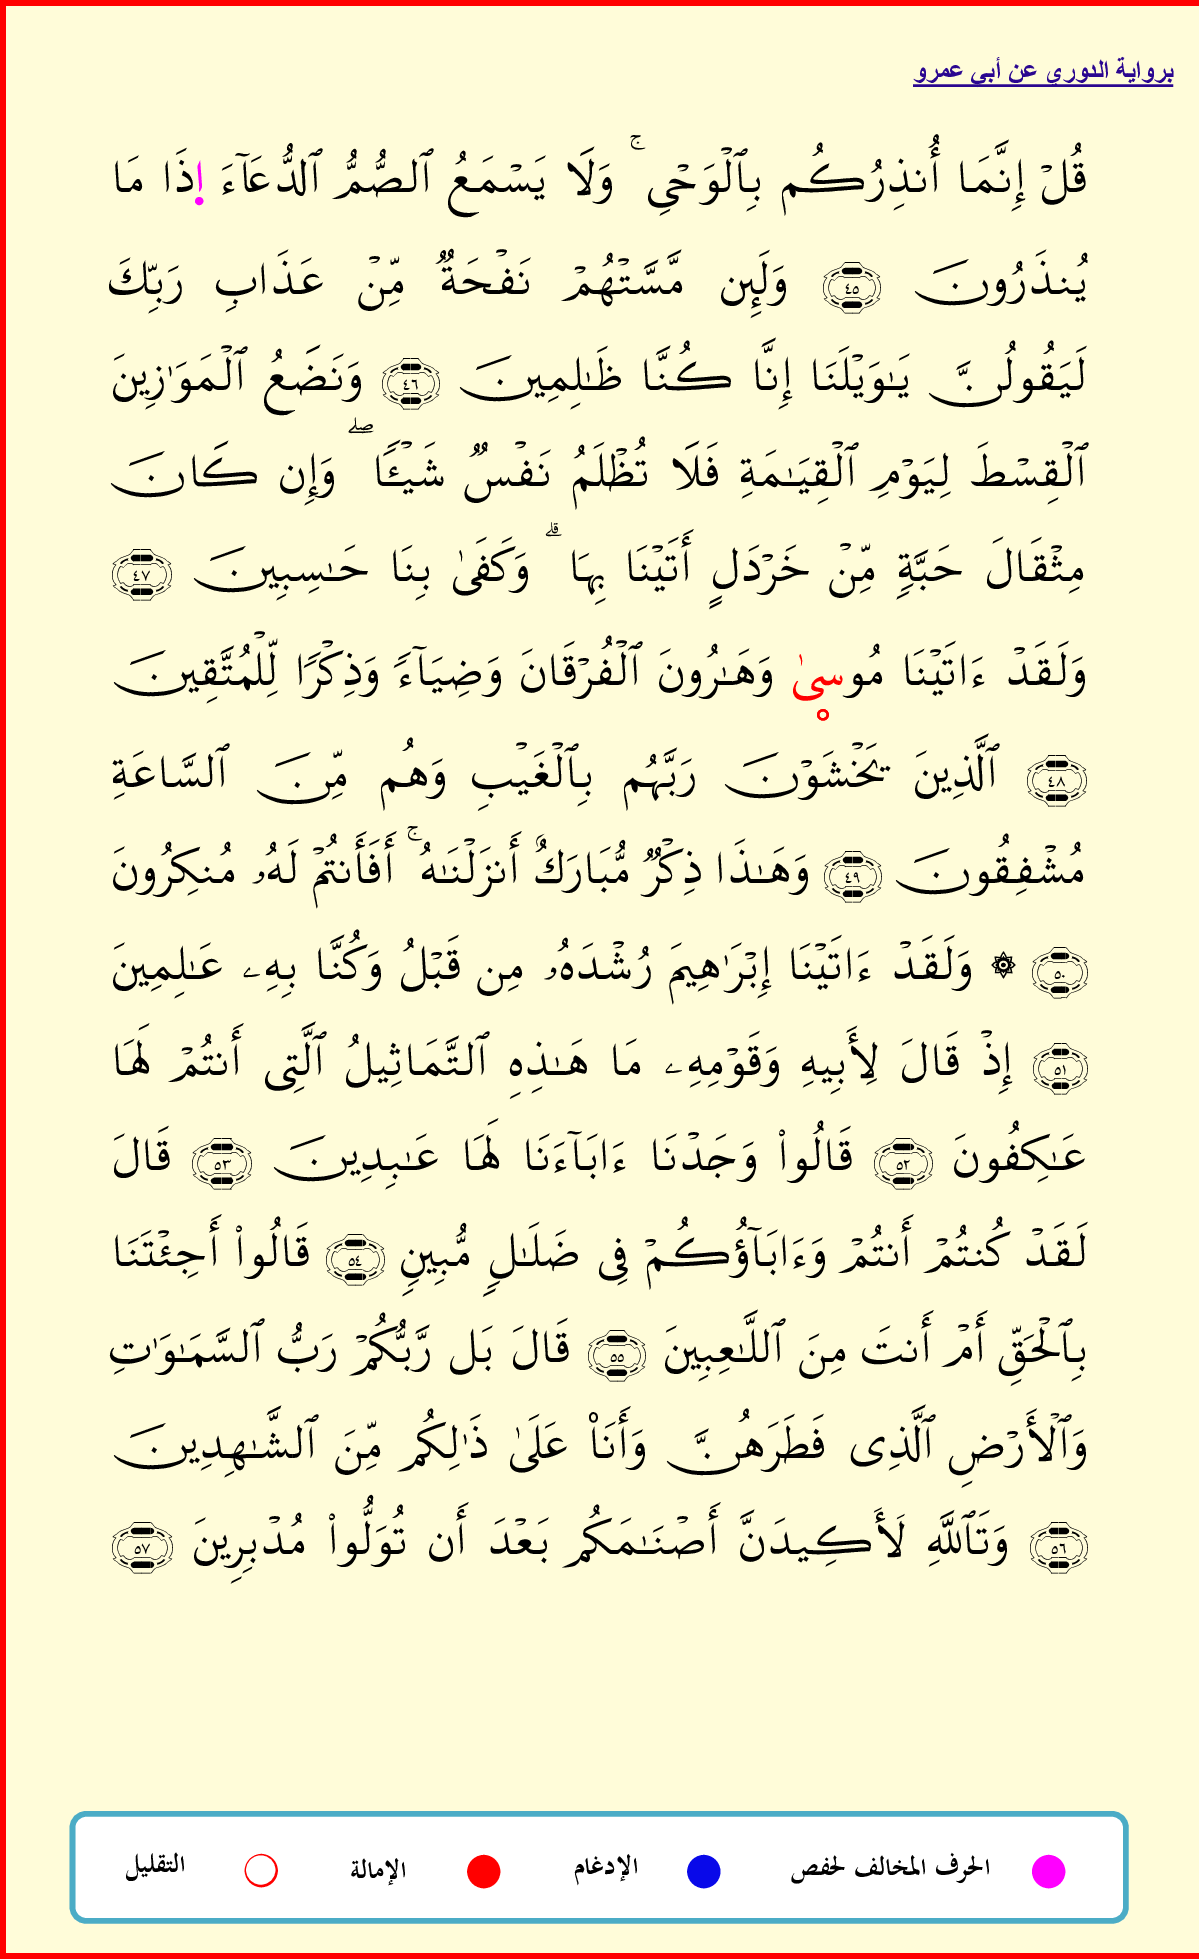 برواية الدوري عن أبي عمرو
قُلۡ إِنَّمَآ أُنذِرُكُم بِٱلۡوَحۡيِۚ وَلَا يَسۡمَعُ ٱلصُّمُّ ٱلدُّعَآءَ اِذَا مَا
يُنذَرُونَ ٤٥ وَلَئِن مَّسَّتۡهُمۡ نَفۡحَةٞ مِّنۡ عَذَابِ رَبِّكَ
لَيَقُولُنَّ يَٰوَيۡلَنَا إِنَّا كُنَّا ظَٰلِمِينَ ٤٦ وَنَضَعُ ٱلۡمَوَٰزِينَ
ٱلۡقِسۡطَ لِيَوۡمِ ٱلۡقِيَٰمَةِ فَلَا تُظۡلَمُ نَفۡسٞ شَيۡـٔٗاۖ وَإِن كَانَ
مِثۡقَالَ حَبَّةٖ مِّنۡ خَرۡدَلٍ أَتَيۡنَا بِهَاۗ وَكَفَىٰ بِنَا حَٰسِبِينَ ٤٧
وَلَقَدۡ ءَاتَيۡنَا مُوسىٰ وَهَٰرُونَ ٱلۡفُرۡقَانَ وَضِيَآءٗ وَذِكۡرٗا لِّلۡمُتَّقِينَ
٤٨ ٱلَّذِينَ يَخۡشَوۡنَ رَبَّهُم بِٱلۡغَيۡبِ وَهُم مِّنَ ٱلسَّاعَةِ
مُشۡفِقُونَ ٤٩ وَهَٰذَا ذِكۡرٞ مُّبَارَكٌ أَنزَلۡنَٰهُۚ أَفَأَنتُمۡ لَهُۥ مُنكِرُونَ
٥٠ ۞ وَلَقَدۡ ءَاتَيۡنَا إِبۡرَٰهِيمَ رُشۡدَهُۥ مِن قَبۡلُ وَكُنَّا بِهِۦ عَٰلِمِينَ
٥١ إِذۡ قَالَ لِأَبِيهِ وَقَوۡمِهِۦ مَا هَٰذِهِ ٱلتَّمَاثِيلُ ٱلَّتِي أَنتُمۡ لَهَا
عَٰكِفُونَ ٥٢ قَالُواْ وَجَدۡنَا ءَابَآءَنَا لَهَا عَٰبِدِينَ ٥٣ قَالَ
لَقَدۡ كُنتُمۡ أَنتُمۡ وَءَابَآؤُكُمۡ فِي ضَلَٰلٖ مُّبِينٖ ٥٤ قَالُواْ أَجِئۡتَنَا
بِٱلۡحَقِّ أَمۡ أَنتَ مِنَ ٱللَّٰعِبِينَ ٥٥ قَالَ بَل رَّبُّكُمۡ رَبُّ ٱلسَّمَٰوَٰتِ
وَٱلۡأَرۡضِ ٱلَّذِي فَطَرَهُنَّ وَأَنَا۠ عَلَىٰ ذَٰلِكُم مِّنَ ٱلشَّٰهِدِينَ
٥٦ وَتَٱللَّهِ لَأَكِيدَنَّ أَصۡنَٰمَكُم بَعۡدَ أَن تُوَلُّواْ مُدۡبِرِينَ ٥٧
الحرف المخالف لحفص الإدغام الإمالة التقليل